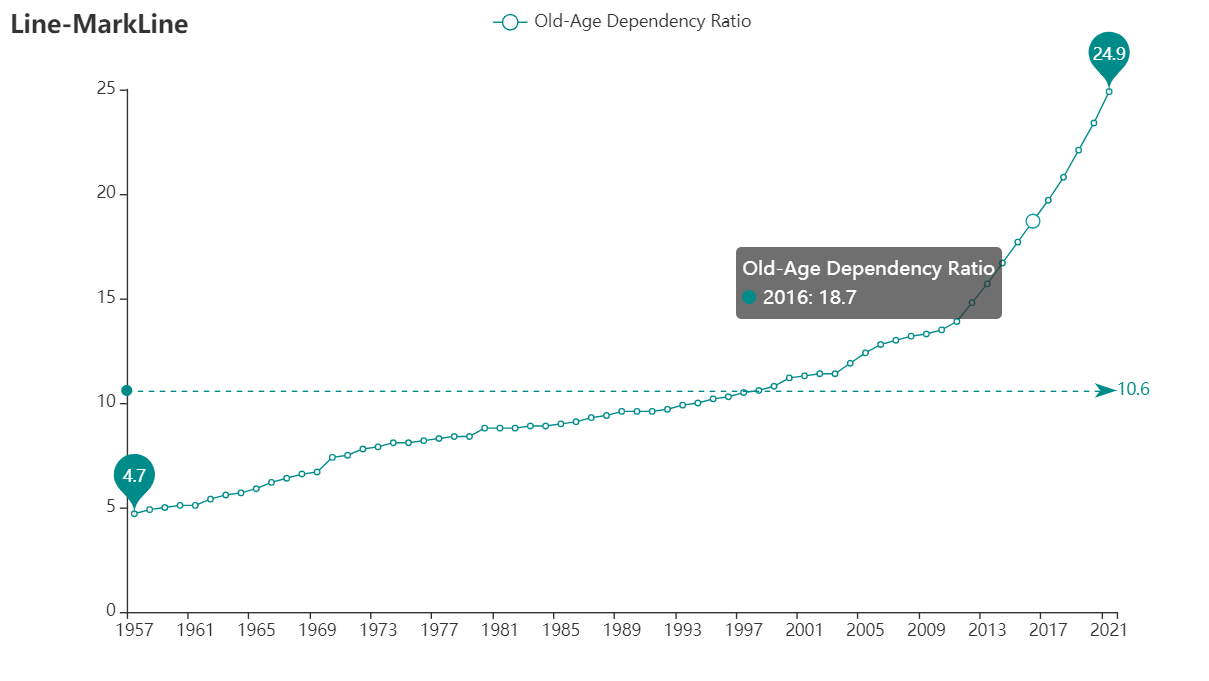 Line-MarkLine
Old-Age Dependency Ratio
24.9
25
20
Old-Age Dependency Ratio
2016: 18.7
15
10.6
10
4.7
5
0
1957 1961 1965 1969 1973 1977 1981 1985 1989 1993 1997 2001 2005 2009 2013 2017 2021